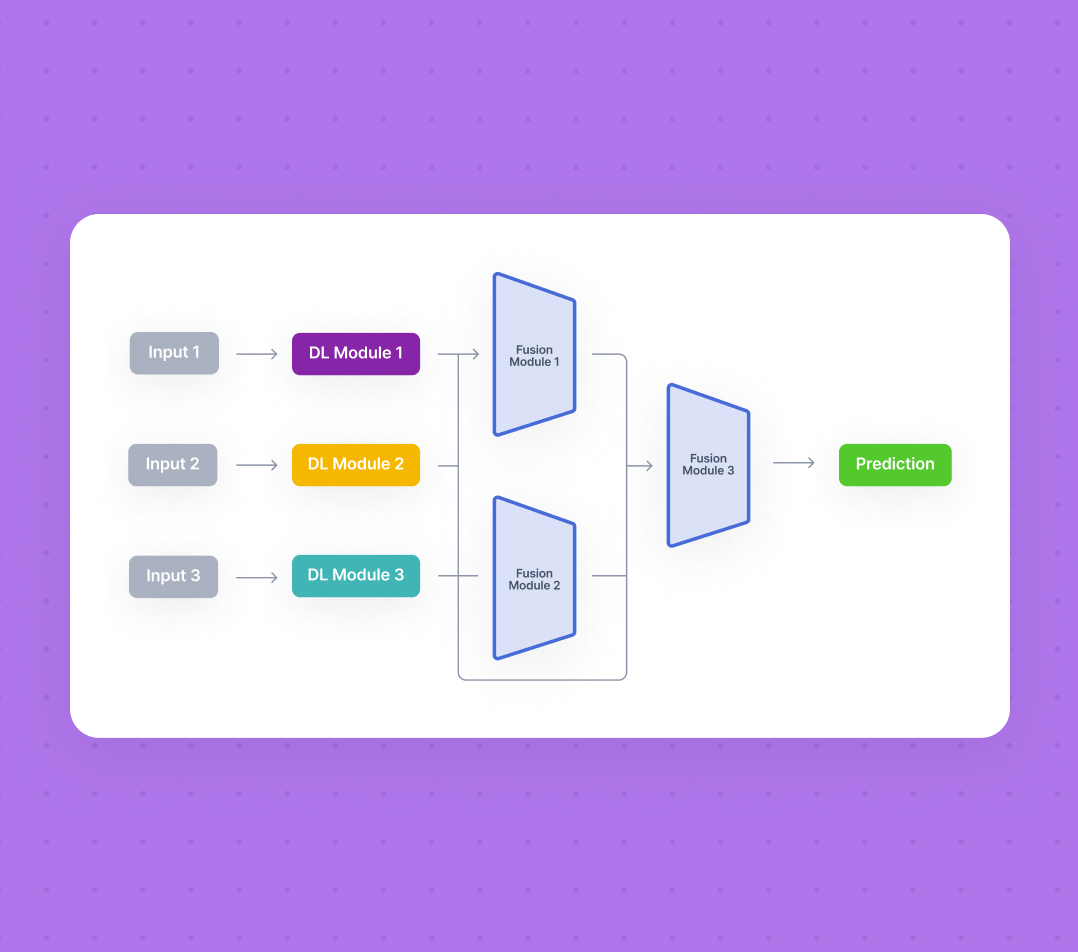 Input 1
DL Module 1
Fusion
Module 1
Input 2
DL Module 2
Fusion
Module 3
Prediction
Input 3
DL Module 3
Fusion
Module 2